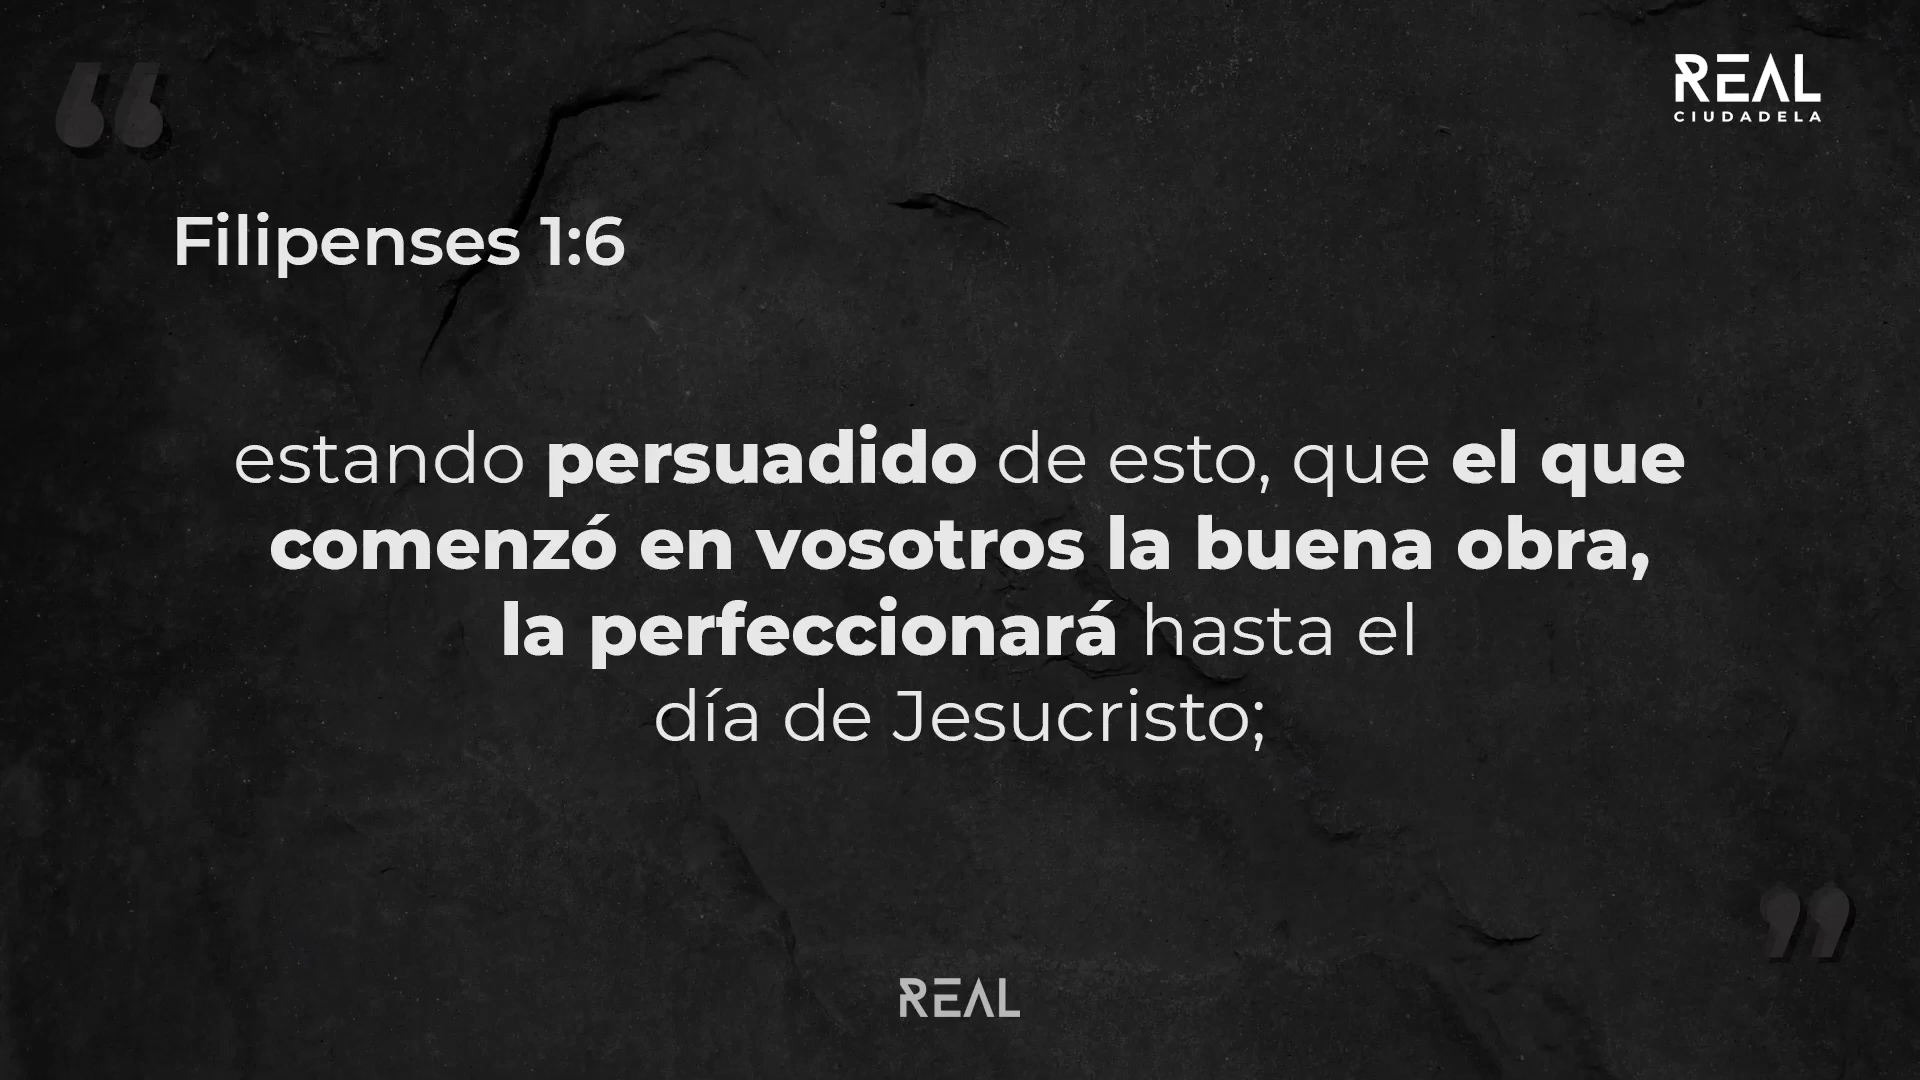 “
REAL
CIUDADELA
Filipenses 1:6
estando persuadido de esto, que el que
comenzó en vosotros la buena obra,
la perfeccionará hasta el
día de Jesucristo;
”
REAL